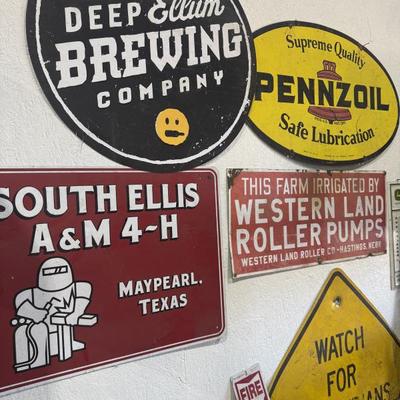 DEEP Ellum
BREWING
COMPANY
Supreme Quality
PENNZOIL
Safe Lubrication
SOUTH ELLIS
A&M 4-H
MAYPEARL,
TEXAS
THIS FARM IRRIGATED BY
WESTERN LAND
ROLLER PUMPS
WESTERN LAND ROLLER CO-HASTINGS, NEBR
WATCH
FOR
FIRE